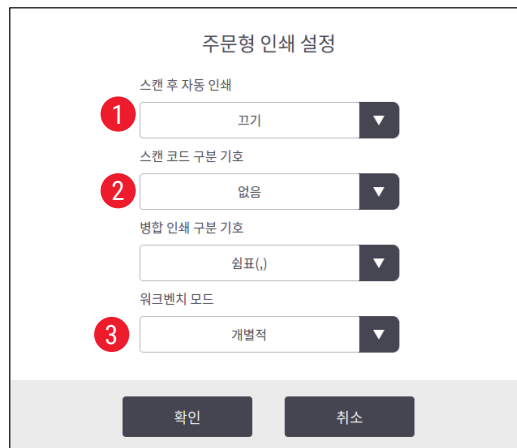 주문형 인쇄 설정
스캔 후 자동 인쇄
1
끄기
스캔 코드 구분 기호
2
없음
병합 인쇄 구분 기호
쉼표(,)
워크벤치 모드
3
개별적
확인 취소